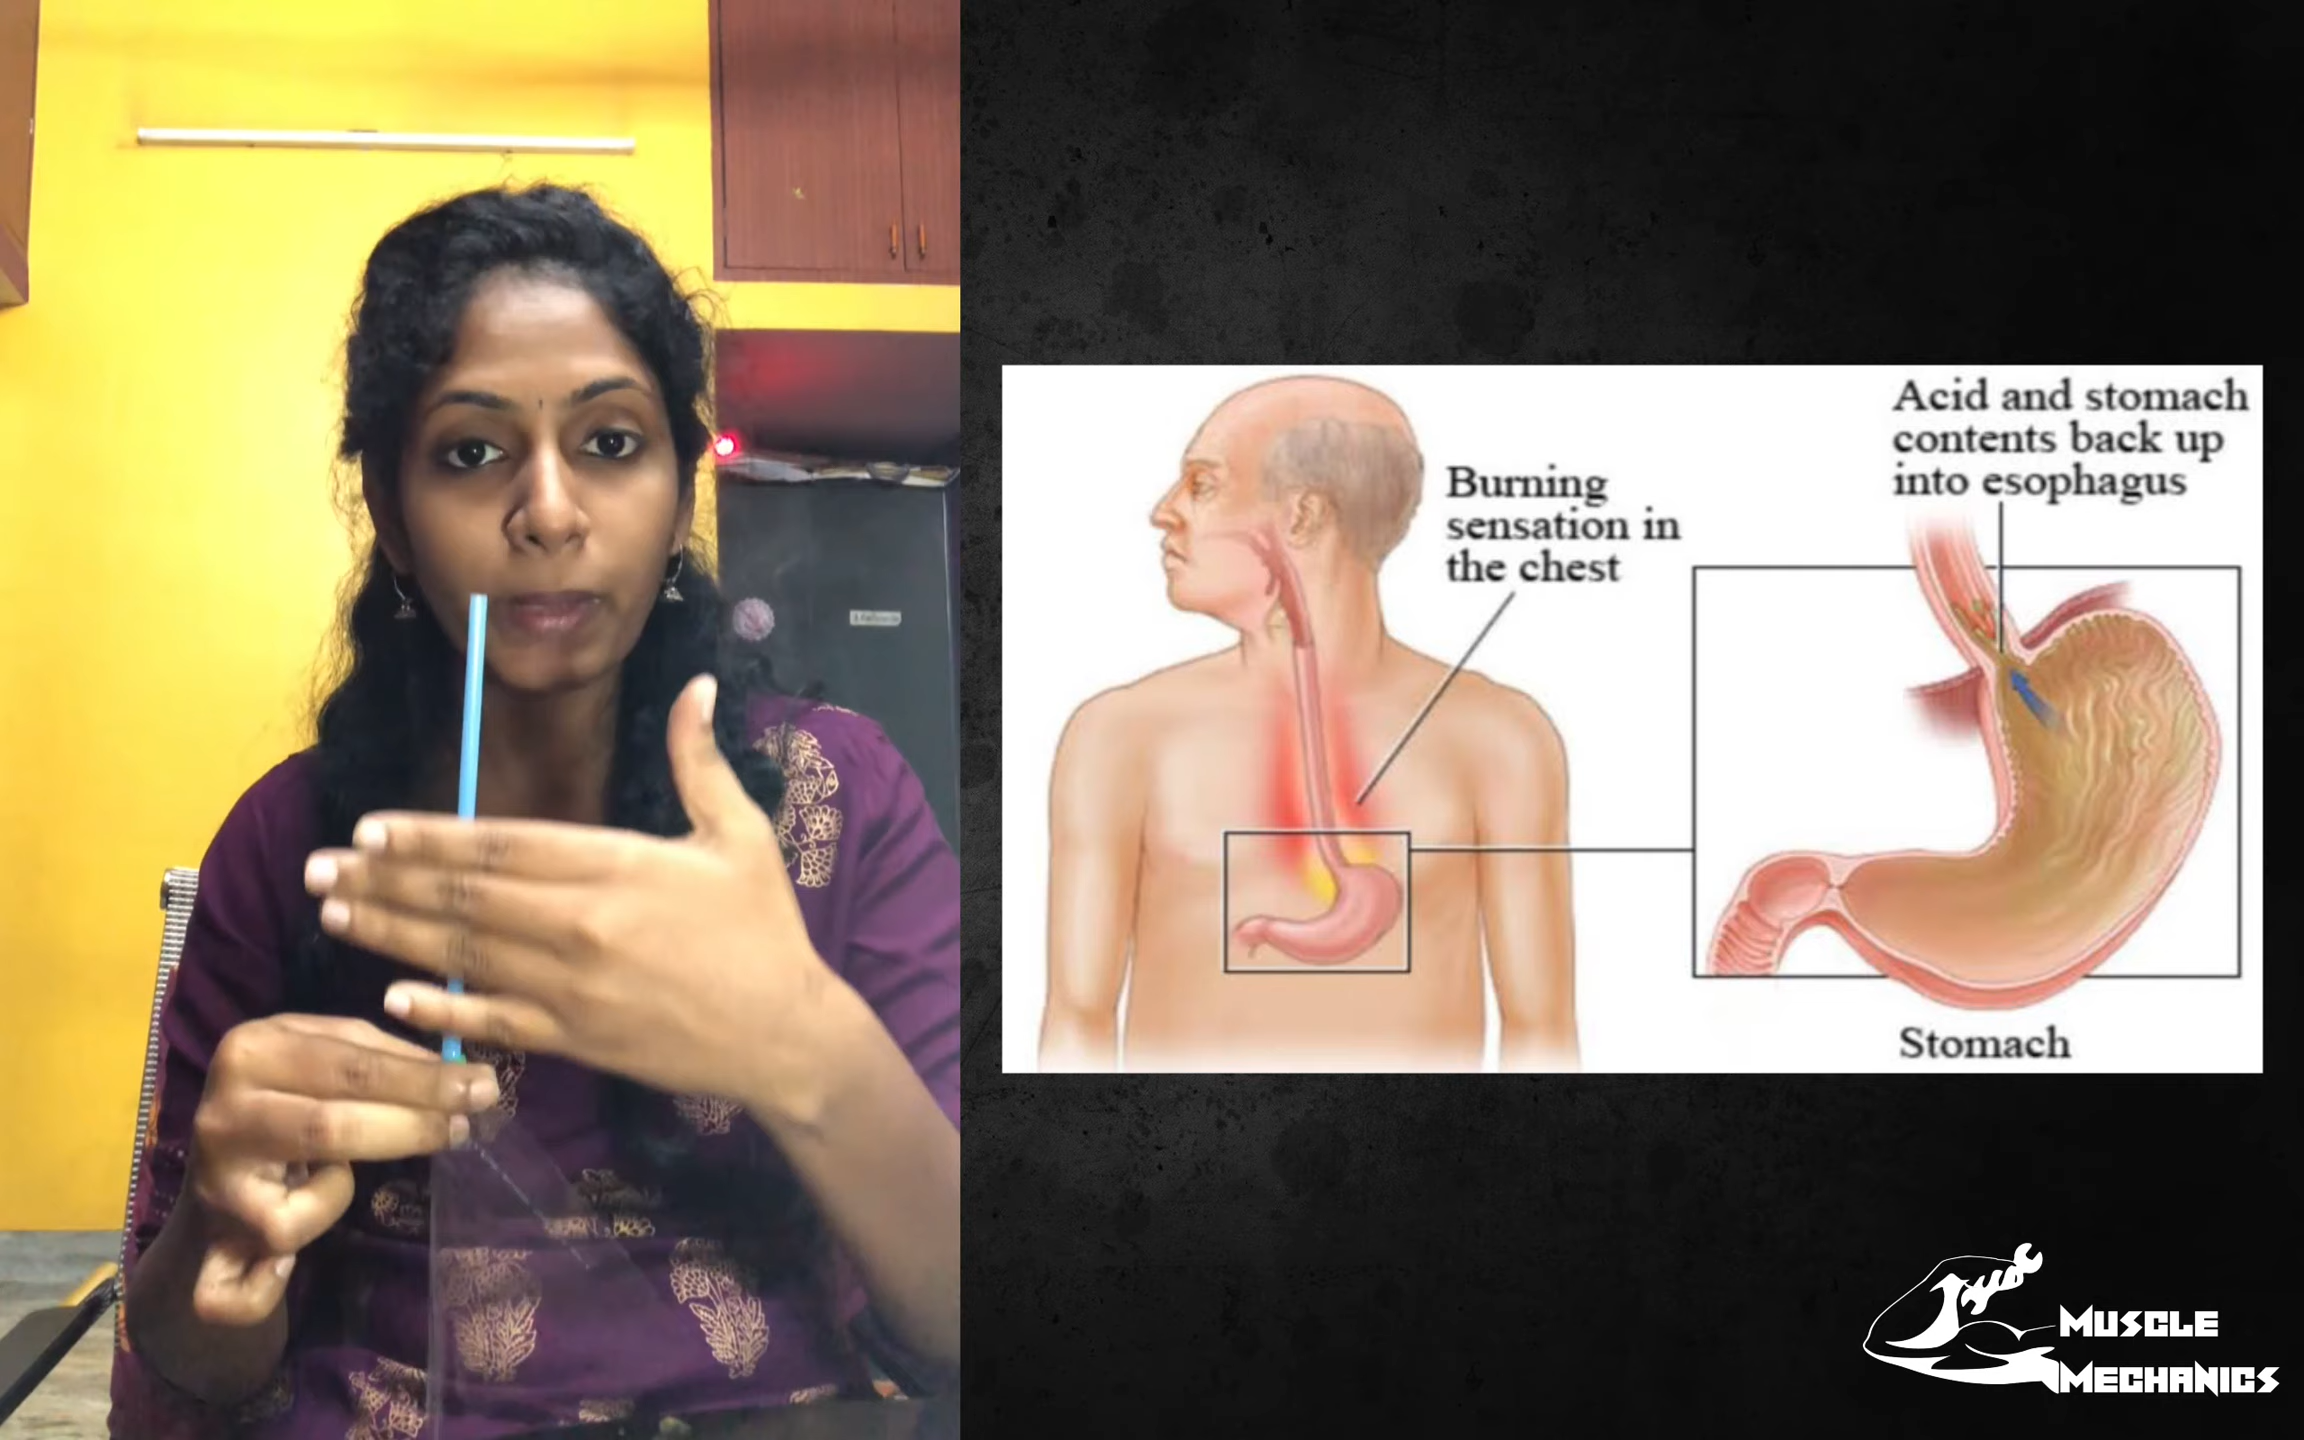 Burning
sensation in
the chest
Acid and stomach
contents back up
into esophagus
Stomach
MUSCLE
MECHANICS